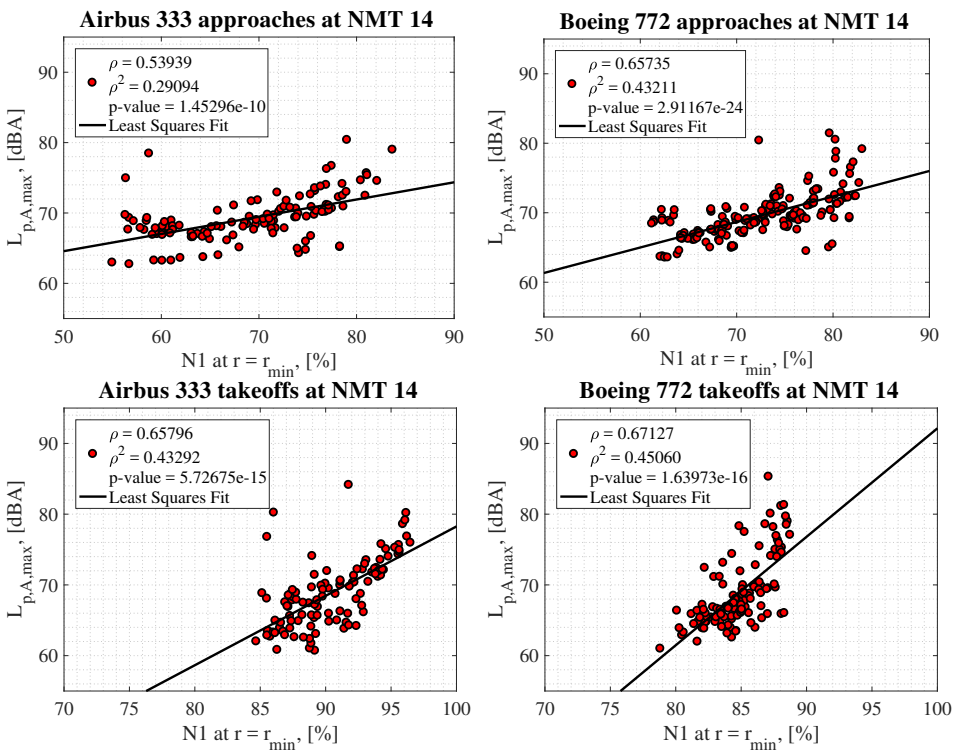 Airbus 333 approaches at NMT 14
ρ = 0.53939
ρ² = 0.29094
p-value = 1.45296e-10
Least Squares Fit
90
80
70
60
L_p,A,max, [dBA]
50 60 70 80 90
N1 at r = r_min, [%]
Boeing 772 approaches at NMT 14
ρ = 0.65735
ρ² = 0.43211
p-value = 2.91167e-24
Least Squares Fit
90
80
70
60
L_p,A,max, [dBA]
50 60 70 80 90
N1 at r = r_min, [%]
Airbus 333 takeoffs at NMT 14
ρ = 0.65796
ρ² = 0.43292
p-value = 5.72675e-15
Least Squares Fit
90
80
70
60
L_p,A,max, [dBA]
70 75 80 85 90 95 100
N1 at r = r_min, [%]
Boeing 772 takeoffs at NMT 14
ρ = 0.67127
ρ² = 0.45060
p-value = 1.63973e-16
Least Squares Fit
90
80
70
60
L_p,A,max, [dBA]
70 75 80 85 90 95 100
N1 at r = r_min, [%]